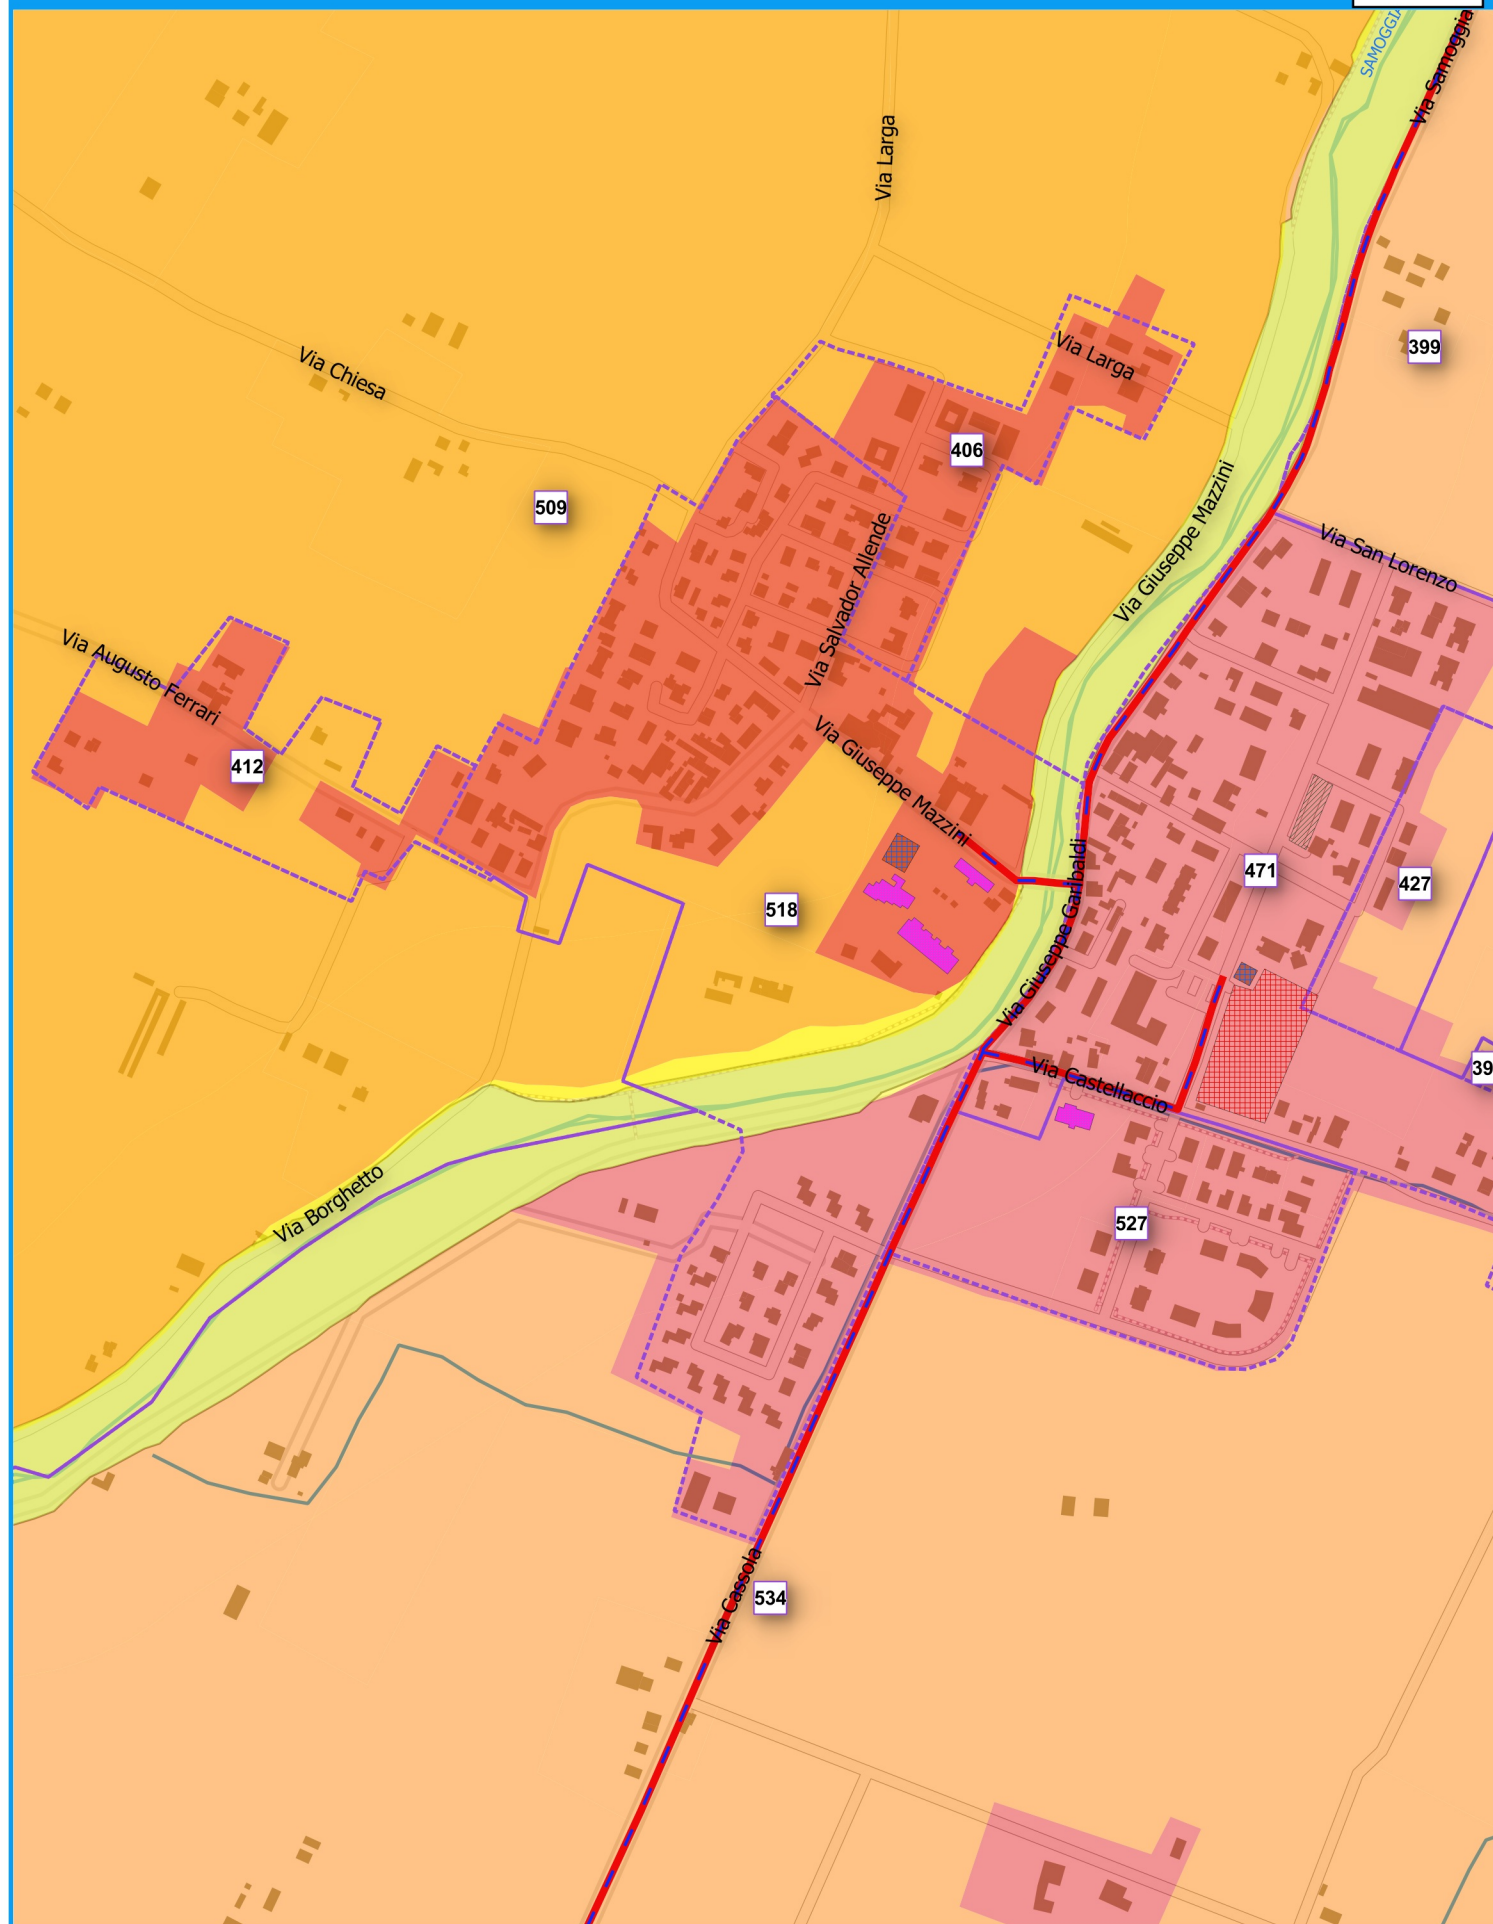 SAMOGGIA
Via Samoggia
Via Larga
399
Via Larga
Via Chiesa
406
Via Giuseppe Mazzini
509
Via San Lorenzo
Via Salvador Allende
Via Augusto Ferrari
412
Via Giuseppe Mazzini
471
427
518
Via Giuseppe Garibaldi
39
Via Castellaccio
Via Borghetto
527
534
Via Cassola